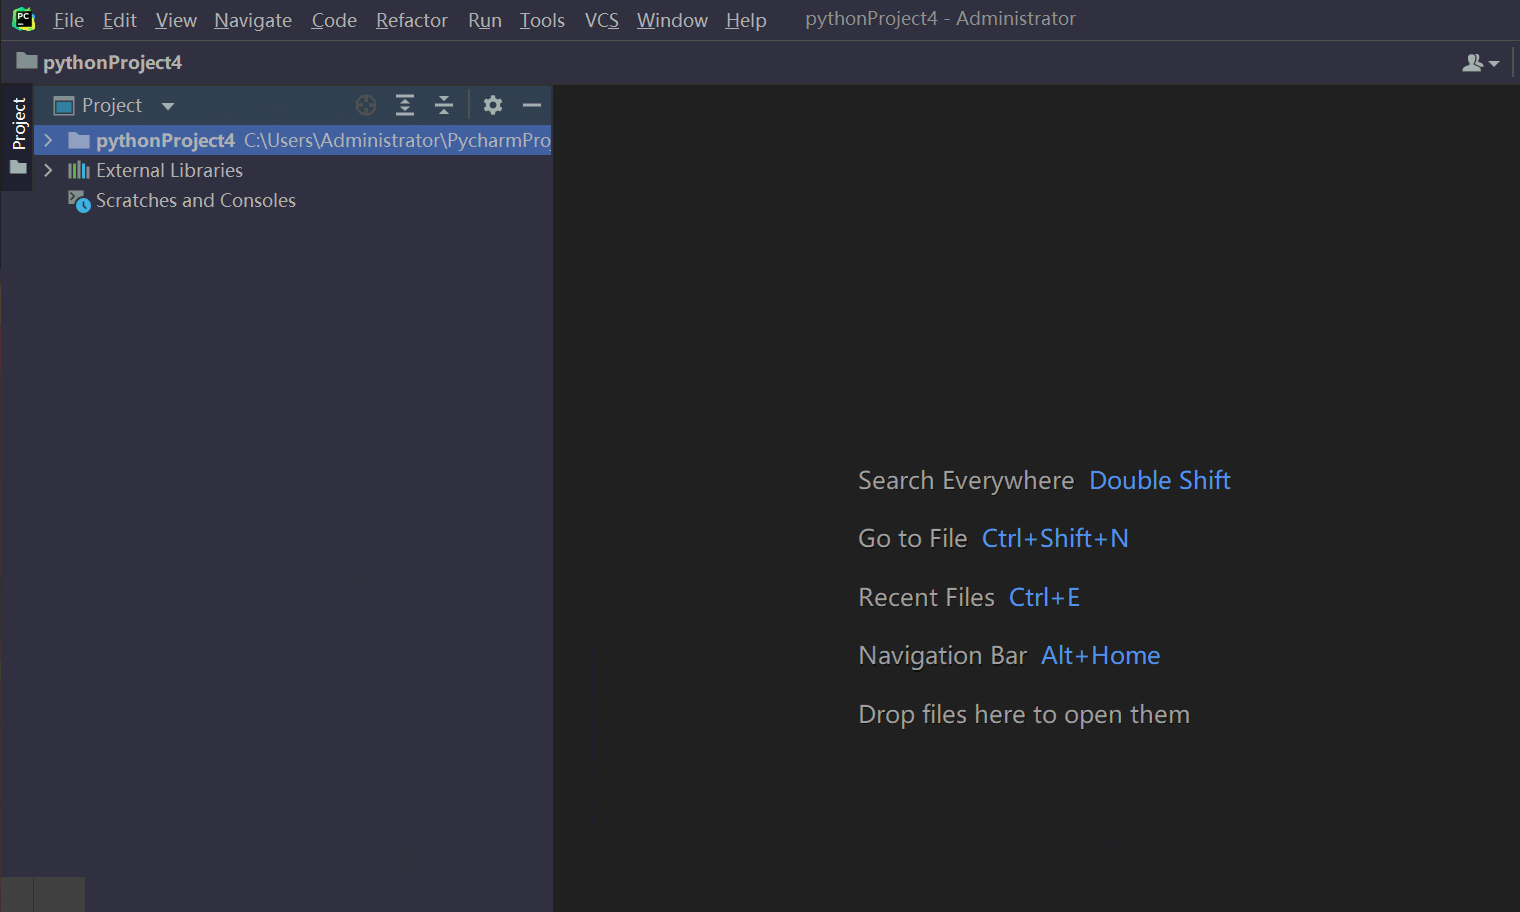 PC File Edit View Navigate Code Refactor Run Tools VCS Window Help pythonProject4 - Administrator
pythonProject4
Project
Project
pythonProject4 C:\Users\Administrator\PycharmPro
External Libraries
Scratches and Consoles
Search Everywhere Double Shift
Go to File Ctrl+Shift+N
Recent Files Ctrl+E
Navigation Bar Alt+Home
Drop files here to open them